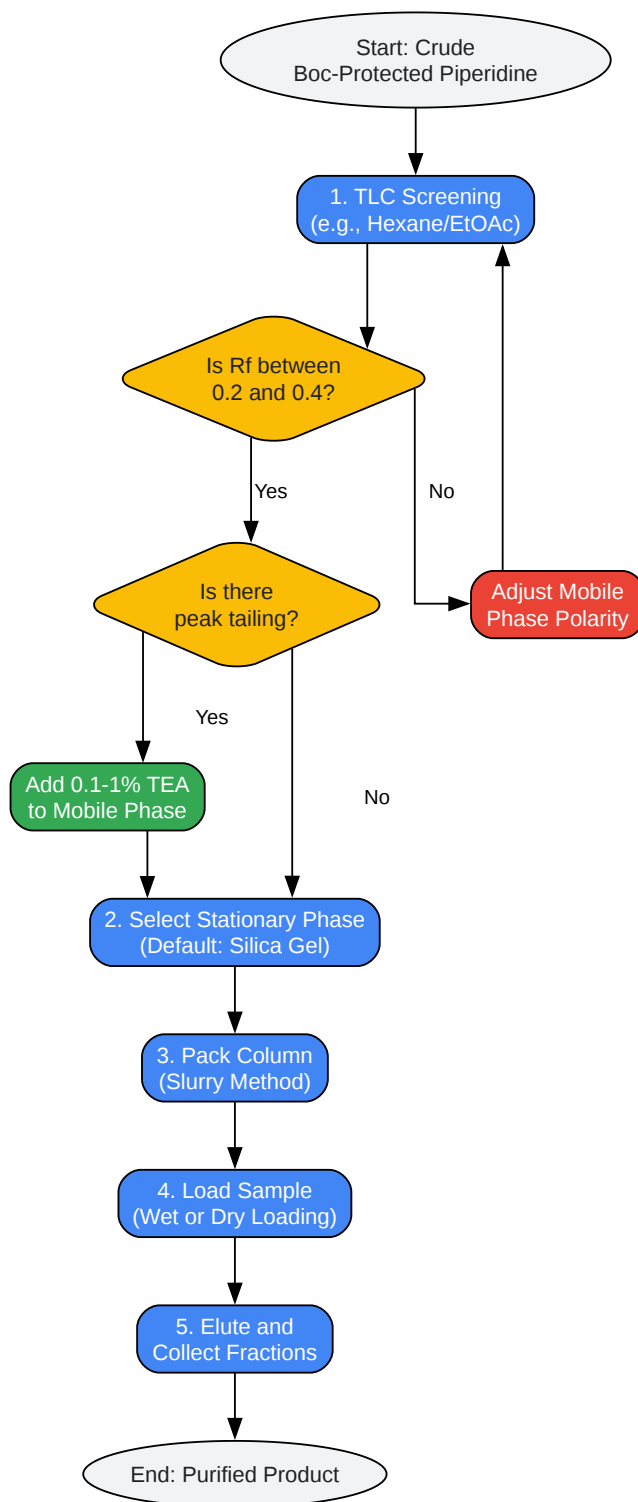 Start: Crude
Boc-Protected Piperidine
1. TLC Screening
(e.g., Hexane/EtOAc)
Is Rf between
0.2 and 0.4?
Yes
No
Is there
peak tailing?
Adjust Mobile
Phase Polarity
Yes
Add 0.1-1% TEA
to Mobile Phase
No
2. Select Stationary Phase
(Default: Silica Gel)
3. Pack Column
(Slurry Method)
4. Load Sample
(Wet or Dry Loading)
5. Elute and
Collect Fractions
End: Purified Product